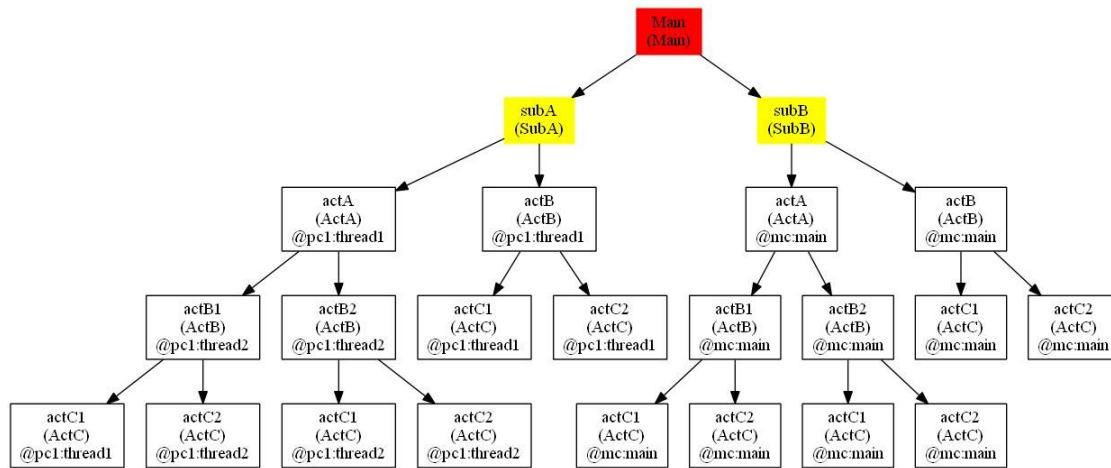 Main
(Main)
subA
(SubA)
subB
(SubB)
actA
(ActA)
@pc1:thread1
actB
(ActB)
@pc1:thread1
actA
(ActA)
@mc:main
actB
(ActB)
@mc:main
actB1
(ActB)
@pc1:thread2
actB2
(ActB)
@pc1:thread2
actC1
(ActC)
@pc1:thread1
actC2
(ActC)
@pc1:thread1
actB1
(ActB)
@mc:main
actB2
(ActB)
@mc:main
actC1
(ActC)
@mc:main
actC2
(ActC)
@mc:main
actC1
(ActC)
@pc1:thread1
actC2
(ActC)
@pc1:thread2
actC1
(ActC)
@pc1:thread2
actC2
(ActC)
@pc1:thread2
actC1
(ActC)
@mc:main
actC2
(ActC)
@mc:main
actC1
(ActC)
@mc:main
actC2
(ActC)
@mc:main